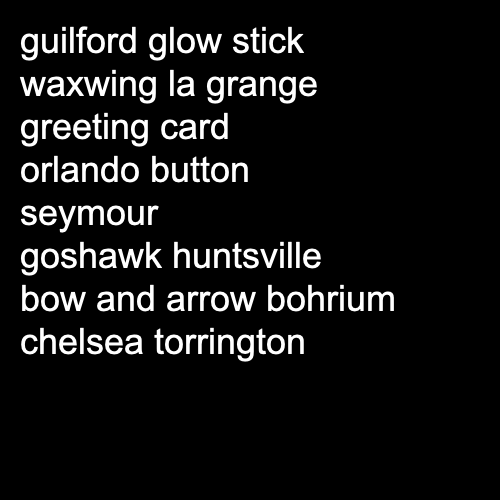 guilford glow stick
waxwing la grange
greeting card
orlando button
seymour
goshawk huntsville
bow and arrow bohrium
chelsea torrington